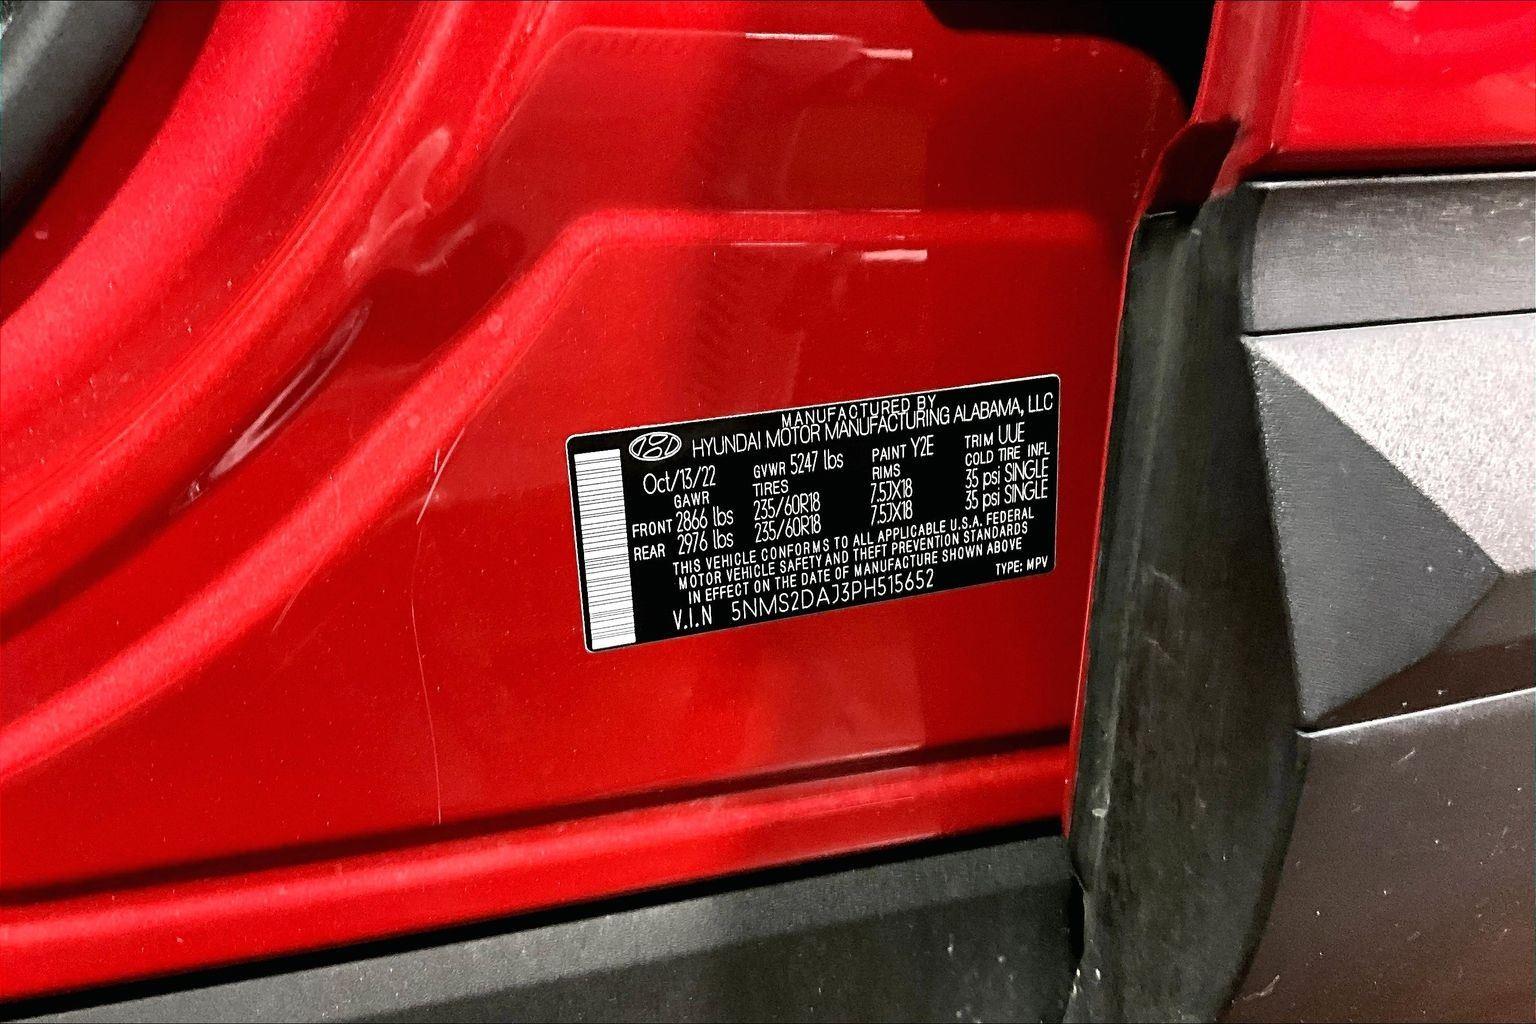 MANUFACTURED BY
HYUNDAI MOTOR MANUFACTURING ALABAMA, LLC
Oct/13/22 GVWR 5247 lbs PAINT Y2E TRIM UUE
GAWR TIRES RIMS COLD TIRE INFL
FRONT 2866 lbs 235/60R18 7.5JX18 35 psi SINGLE
REAR 2976 lbs 235/60R18 7.5JX18 35 psi SINGLE
THIS VEHICLE CONFORMS TO ALL APPLICABLE U.S.A. FEDERAL
MOTOR VEHICLE SAFETY AND THEFT PREVENTION STANDARDS
IN EFFECT ON THE DATE OF MANUFACTURE SHOWN ABOVE
V.I.N 5NMS2DAJ3PH515652 TYPE: MPV